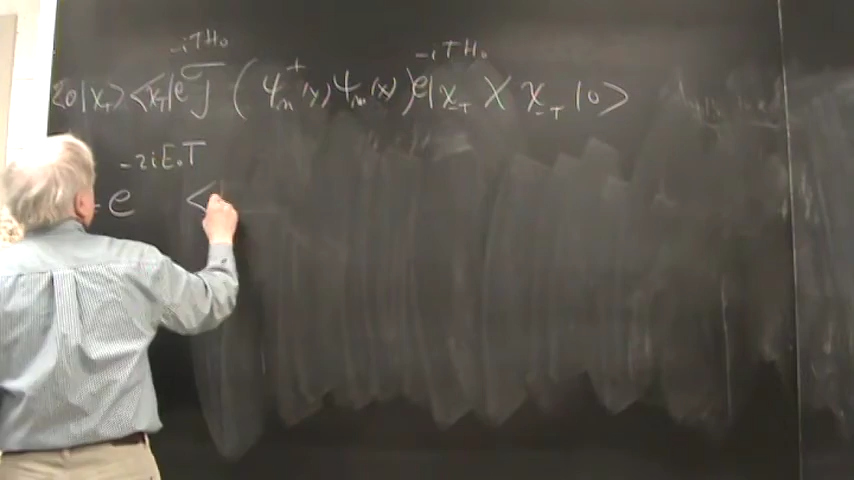 ⟨0|χ_T⟩⟨χ_T|e^{-iTH₀} J (ψ_m^+(y) ψ_m(x)) e^{-iTH₀}|χ_{-T}⟩⟨χ_{-T}|0⟩
= e^{-2iE₀T} ⟨